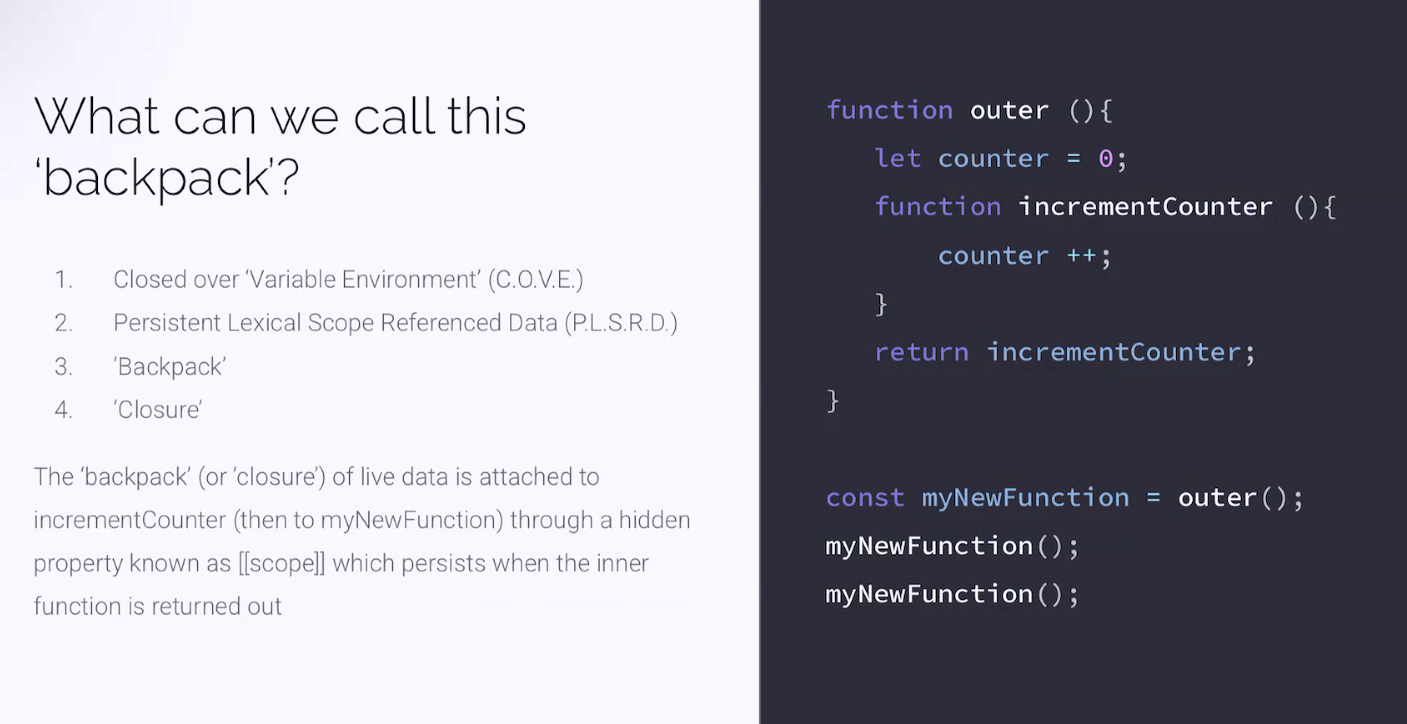 What can we call this
‘backpack’?
1. Closed over ‘Variable Environment’ (C.O.V.E.)
2. Persistent Lexical Scope Referenced Data (P.L.S.R.D.)
3. ‘Backpack’
4. ‘Closure’
The ‘backpack’ (or ‘closure’) of live data is attached to
incrementCounter (then to myNewFunction) through a hidden
property known as [[scope]] which persists when the inner
function is returned out
function outer (){
let counter = 0;
function incrementCounter (){
counter ++;
}
return incrementCounter;
}
const myNewFunction = outer();
myNewFunction();
myNewFunction();